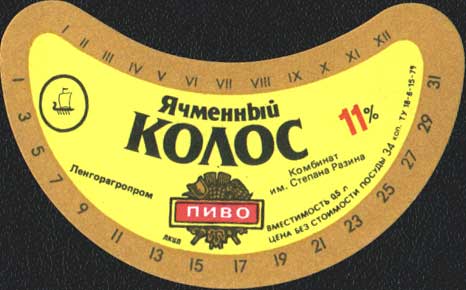 I II III IV V VI VII VIII IX X XI XII
Ячменный
КОЛОС
11%
Комбинат
им. Степана Разина
Ленгорагропром
ПИВО
ЛКИП
ВМЕСТИМОСТЬ 0,5 л
ЦЕНА БЕЗ СТОИМОСТИ ПОСУДЫ 34 коп. ТУ 18-6-15-79
1 3 5 7 9 11 13 15 17 19 21 23 25 27 29 31